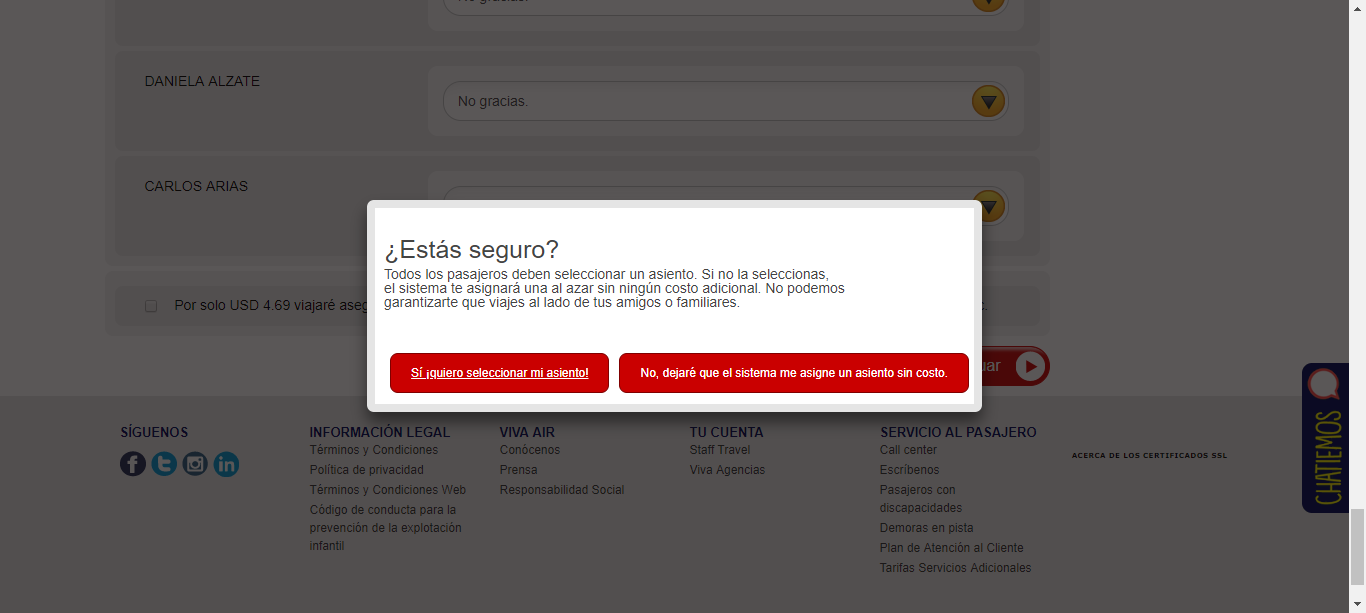 No gracias.
DANIELA ALZATE
No gracias.
CARLOS ARIAS
¿Estás seguro?
Todos los pasajeros deben seleccionar un asiento. Si no la seleccionas,
el sistema te asignará una al azar sin ningún costo adicional. No podemos
garantizarte que viajes al lado de tus amigos o familiares.
Por solo USD 4.69 viajaré aseg
Sí ¡quiero seleccionar mi asiento!
No, dejaré que el sistema me asigne un asiento sin costo.
uar
CHATIEMOS
SÍGUENOS
INFORMACIÓN LEGAL
Términos y Condiciones
Política de privacidad
Términos y Condiciones Web
Código de conducta para la
prevención de la explotación
infantil
VIVA AIR
Conócenos
Prensa
Responsabilidad Social
TU CUENTA
Staff Travel
Viva Agencias
SERVICIO AL PASAJERO
Call center
Escríbenos
Pasajeros con
discapacidades
Demoras en pista
Plan de Atención al Cliente
Tarifas Servicios Adicionales
ACERCA DE LOS CERTIFICADOS SSL